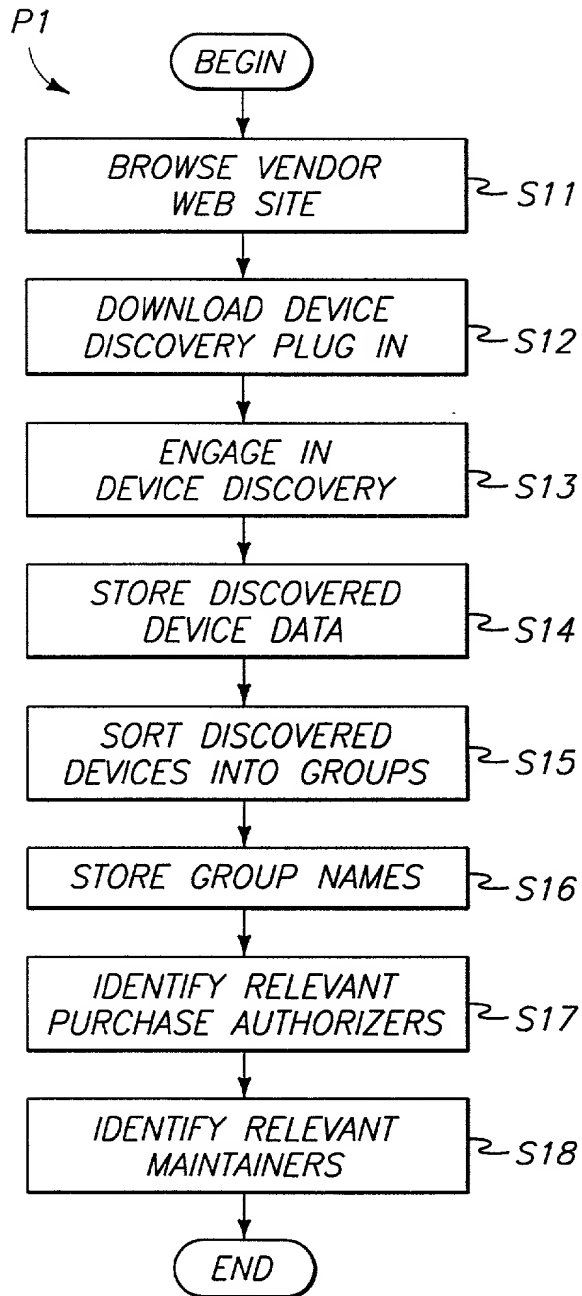 P1
BEGIN
BROWSE VENDOR
WEB SITE
S11
DOWNLOAD DEVICE
DISCOVERY PLUG IN
S12
ENGAGE IN
DEVICE DISCOVERY
S13
STORE DISCOVERED
DEVICE DATA
S14
SORT DISCOVERED
DEVICES INTO GROUPS
S15
STORE GROUP NAMES
S16
IDENTIFY RELEVANT
PURCHASE AUTHORIZERS
S17
IDENTIFY RELEVANT
MAINTAINERS
S18
END